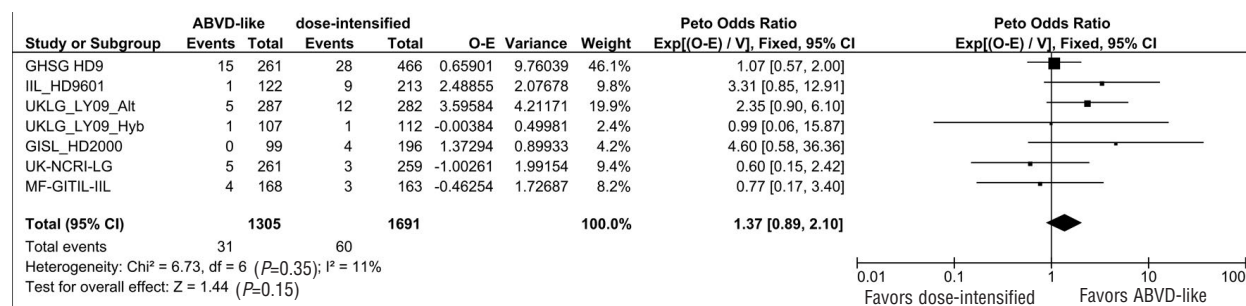 ABVD-like dose-intensified Peto Odds Ratio Peto Odds Ratio
Study or Subgroup Events Total Events Total O-E Variance Weight Exp[(O-E) / V], Fixed, 95% CI Exp[(O-E) / V], Fixed, 95% CI
GHSG HD9 15 261 28 466 0.65901 9.76039 46.1% 1.07 [0.57, 2.00]
IIL_HD9601 1 122 9 213 2.48855 2.07678 9.8% 3.31 [0.85, 12.91]
UKLG_LY09_Alt 5 287 12 282 3.59584 4.21171 19.9% 2.35 [0.90, 6.10]
UKLG_LY09_Hyb 1 107 1 112 -0.00384 0.49981 2.4% 0.99 [0.06, 15.87]
GISL_HD2000 0 99 4 196 1.37294 0.89933 4.2% 4.60 [0.58, 36.36]
UK-NCRI-LG 5 261 3 259 -1.00261 1.99154 9.4% 0.60 [0.15, 2.42]
MF-GITIL-IIL 4 168 3 163 -0.46254 1.72687 8.2% 0.77 [0.17, 3.40]
Total (95% CI) 1305 1691 100.0% 1.37 [0.89, 2.10]
Total events 31 60
Heterogeneity: Chi² = 6.73, df = 6 (P=0.35); I² = 11%
Test for overall effect: Z = 1.44 (P=0.15)
0.01 0.1 1 10 100
Favors dose-intensified Favors ABVD-like